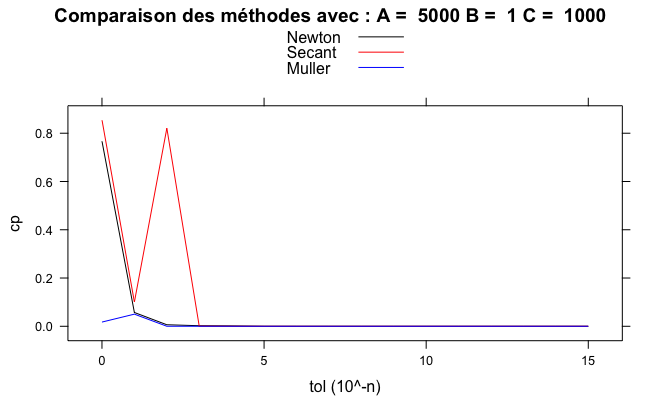 Comparaison des méthodes avec : A =  5000 B =  1 C =  1000
Newton
Secant
Muller
0.8
0.6
0.4
0.2
0.0
cp
0 5 10 15
tol (10^-n)